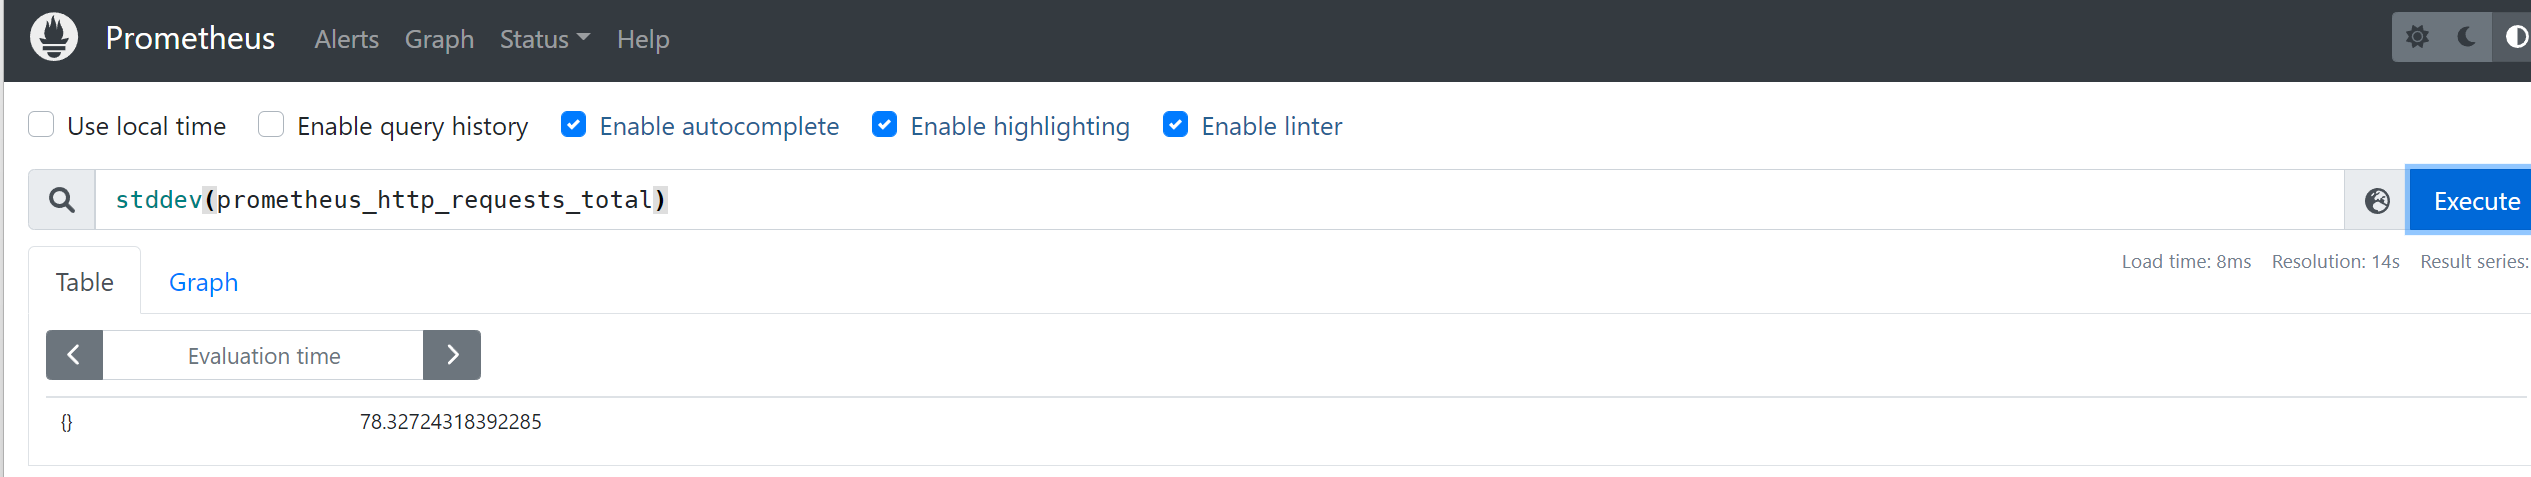 Prometheus Alerts Graph Status Help
Use local time Enable query history Enable autocomplete Enable highlighting Enable linter
stddev(prometheus_http_requests_total) Execute
Load time: 8ms Resolution: 14s Result series:
Table Graph
Evaluation time
{} 78.32724318392285